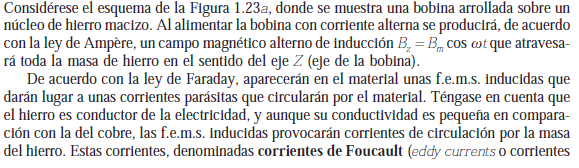 Considérese el esquema de la Figura 1.23a, donde se muestra una bobina arrollada sobre un
núcleo de hierro macizo. Al alimentar la bobina con corriente alterna se producirá, de acuerdo
con la ley de Ampère, un campo magnético alterno de inducción B_z = B_m cos ωt que atravesa-
rá toda la masa de hierro en el sentido del eje Z (eje de la bobina).
De acuerdo con la ley de Faraday, aparecerán en el material unas f.e.m.s. inducidas que
darán lugar a unas corrientes parásitas que circularán por el material. Téngase en cuenta que
el hierro es conductor de la electricidad, y aunque su conductividad es pequeña en compara-
ción con la del cobre, las f.e.m.s. inducidas provocarán corrientes de circulación por la masa
del hierro. Estas corrientes, denominadas corrientes de Foucault (eddy currents o corrientes